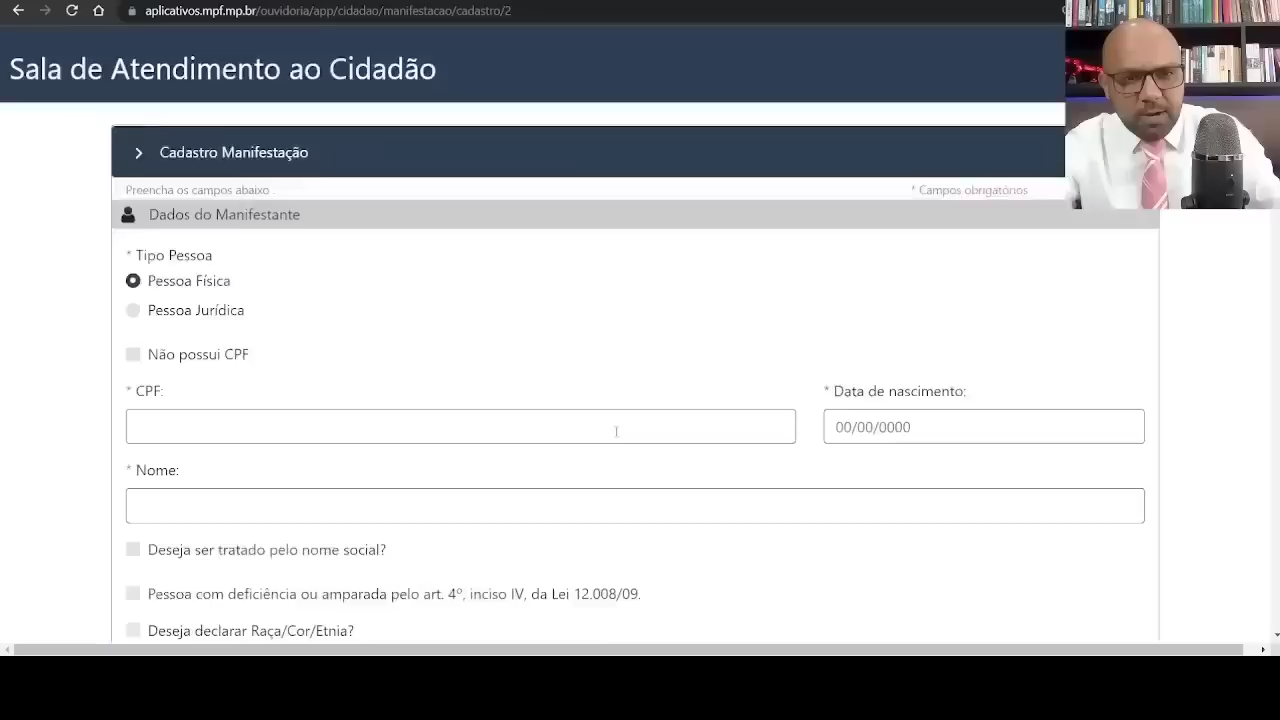 aplicativos.mpf.mp.br/ouvidoria/app/cidadao/manifestacao/cadastro/2
Sala de Atendimento ao Cidadão
Cadastro Manifestação
Preencha os campos abaixo .
* Campos obrigatórios
Dados do Manifestante
* Tipo Pessoa
Pessoa Física
Pessoa Jurídica
Não possui CPF
* CPF:
* Data de nascimento:
00/00/0000
* Nome:
Deseja ser tratado pelo nome social?
Pessoa com deficiência ou amparada pelo art. 4º, inciso IV, da Lei 12.008/09.
Deseja declarar Raça/Cor/Etnia?